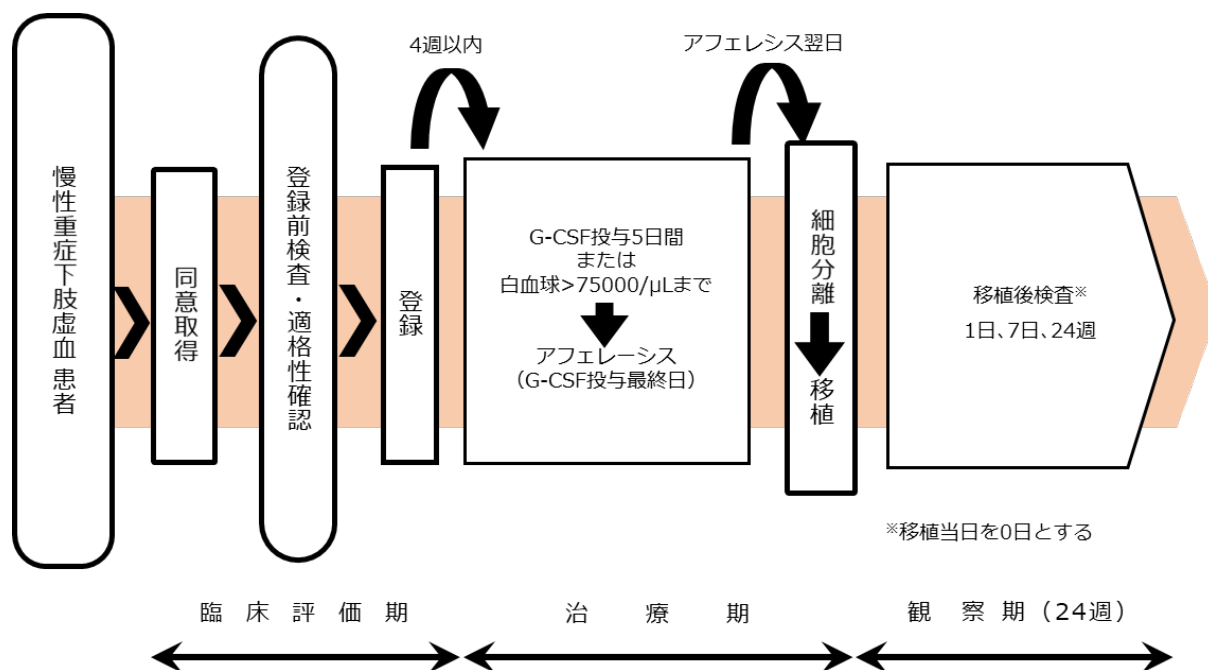 慢性重症下肢虚血 患者
同意取得
登録前検査・適格性確認
4週以内
登録
G-CSF投与5日間
または
白血球>75000/μLまで
アフェレーシス
（G-CSF投与最終日）
アフェレシス翌日
細胞分離
移植
移植後検査※
1日、7日、24週
※移植当日を0日とする
臨床評価期
治療期
観察期（24週）